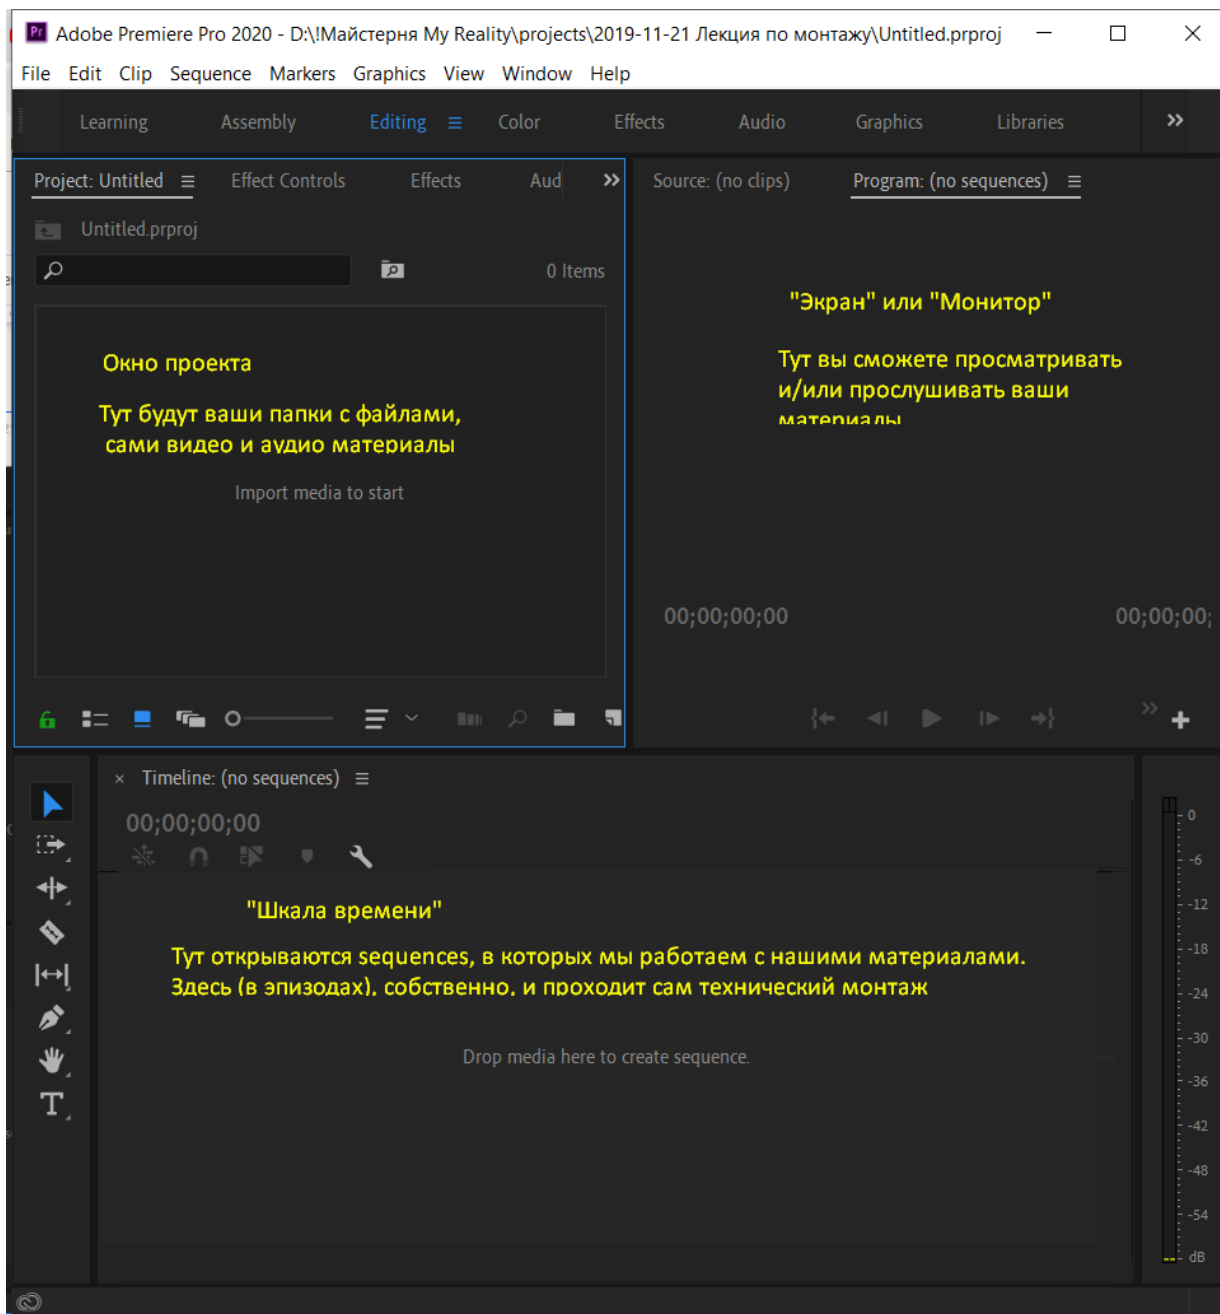 Adobe Premiere Pro 2020 - D:\!Майстерня My Reality\projects\2019-11-21 Лекция по монтажу\Untitled.prproj
File Edit Clip Sequence Markers Graphics View Window Help
Learning Assembly Editing Color Effects Audio Graphics Libraries
Project: Untitled Effect Controls Effects Aud
Untitled.prproj
0 Items
Окно проекта
Тут будут ваши папки с файлами,
сами видео и аудио материалы
Import media to start
Source: (no clips) Program: (no sequences)
"Экран" или "Монитор"
Тут вы сможете просматривать
и/или прослушивать ваши
материалы
00;00;00;00 00;00;00;
Timeline: (no sequences)
00;00;00;00
"Шкала времени"
Тут открываются sequences, в которых мы работаем с нашими материалами.
Здесь (в эпизодах), собственно, и проходит сам технический монтаж
Drop media here to create sequence.
0
-6
-12
-18
-24
-30
-36
-42
-48
-54
dB